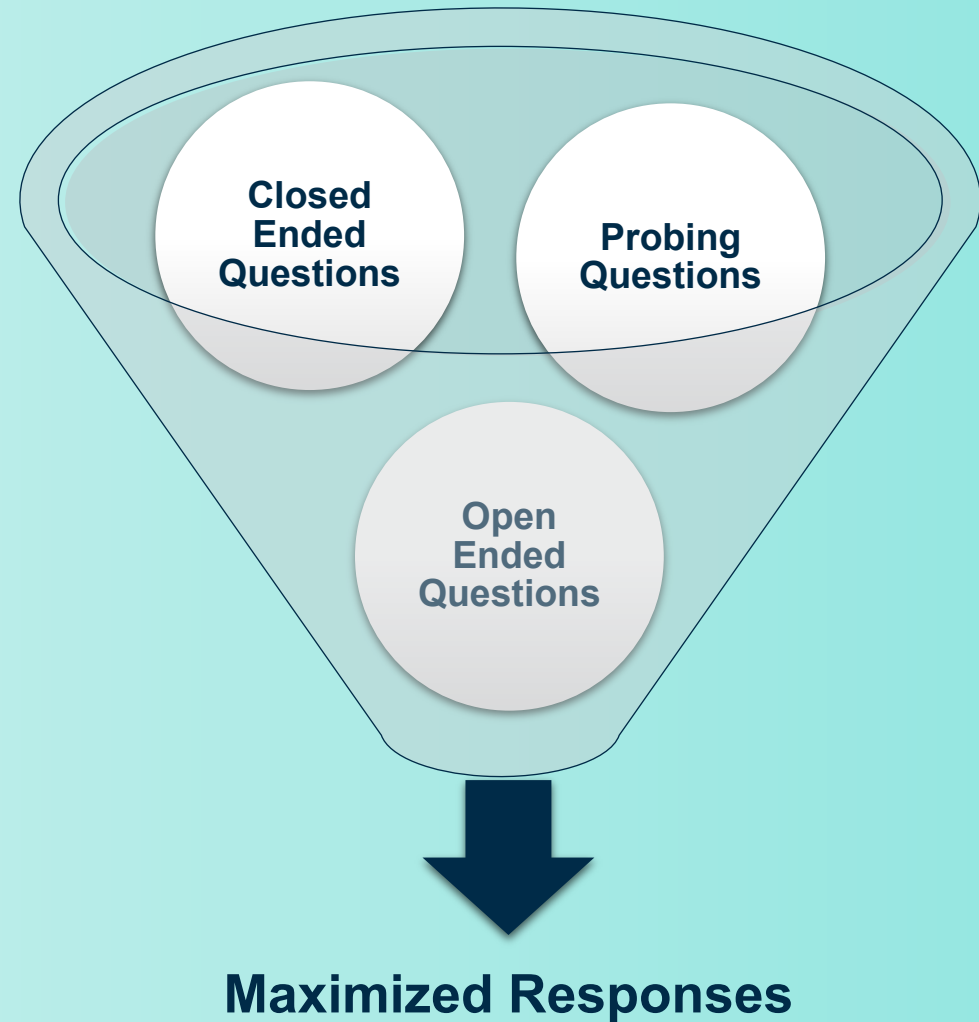 Closed
Ended
Questions
Probing
Questions
Open
Ended
Questions
Maximized Responses